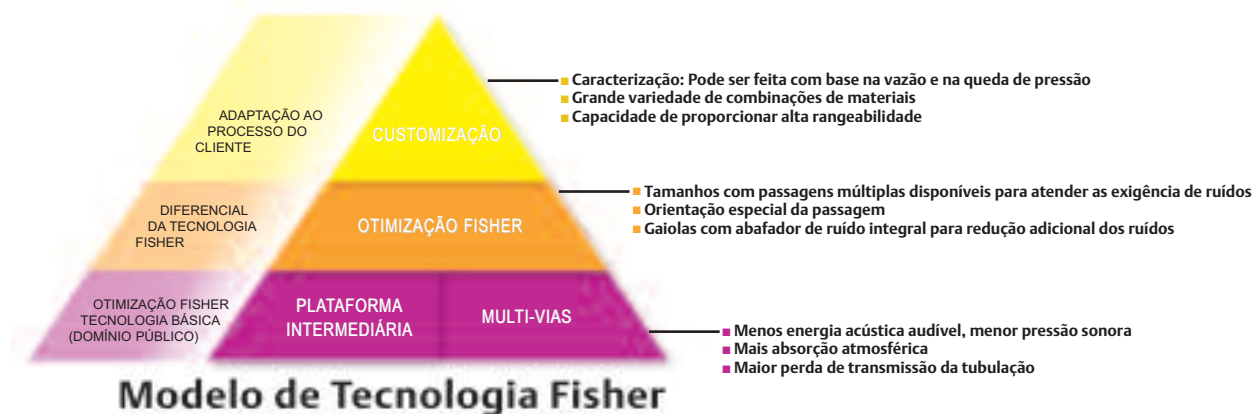 ADAPTAÇÃO AO
PROCESSO DO
CLIENTE
CUSTOMIZAÇÃO
Caracterização: Pode ser feita com base na vazão e na queda de pressão
Grande variedade de combinações de materiais
Capacidade de proporcionar alta rangeabilidade
DIFERENCIAL
DA TECNOLOGIA
FISHER
OTIMIZAÇÃO FISHER
Tamanhos com passagens múltiplas disponíveis para atender as exigência de ruídos
Orientação especial da passagem
Gaiolas com abafador de ruído integral para redução adicional dos ruídos
OTIMIZAÇÃO FISHER
TECNOLOGIA BÁSICA
(DOMÍNIO PÚBLICO)
PLATAFORMA
INTERMEDIÁRIA
MULTI-VIAS
Menos energia acústica audível, menor pressão sonora
Mais absorção atmosférica
Maior perda de transmissão da tubulação
Modelo de Tecnologia Fisher